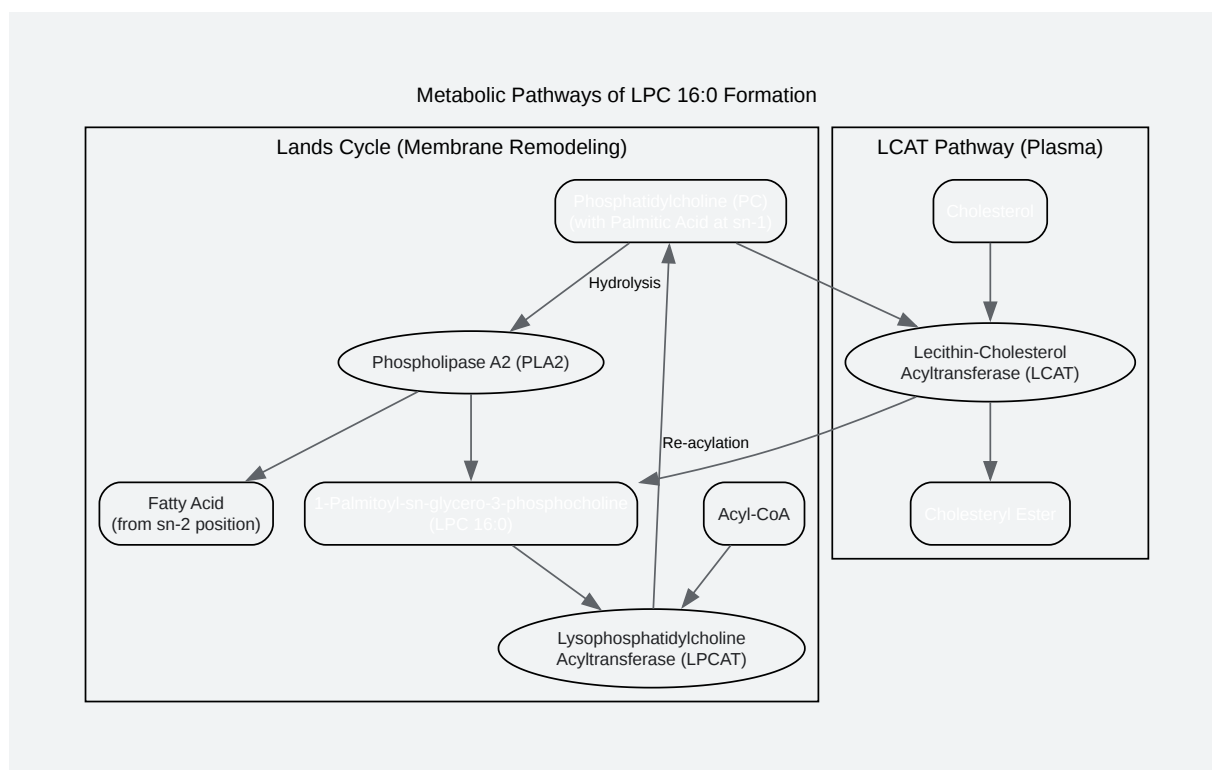 Metabolic Pathways of LPC 16:0 Formation
Lands Cycle (Membrane Remodeling)
LCAT Pathway (Plasma)
Phosphatidylcholine (PC)
(with Palmitic Acid at sn-1)
Cholesterol
Hydrolysis
Phospholipase A2 (PLA2)
Lecithin-Cholesterol
Acyltransferase (LCAT)
Re-acylation
Fatty Acid
(from sn-2 position)
1-Palmitoyl-sn-glycero-3-phosphocholine
(LPC 16:0)
Acyl-CoA
Cholesteryl Ester
Lysophosphatidylcholine
Acyltransferase (LPCAT)